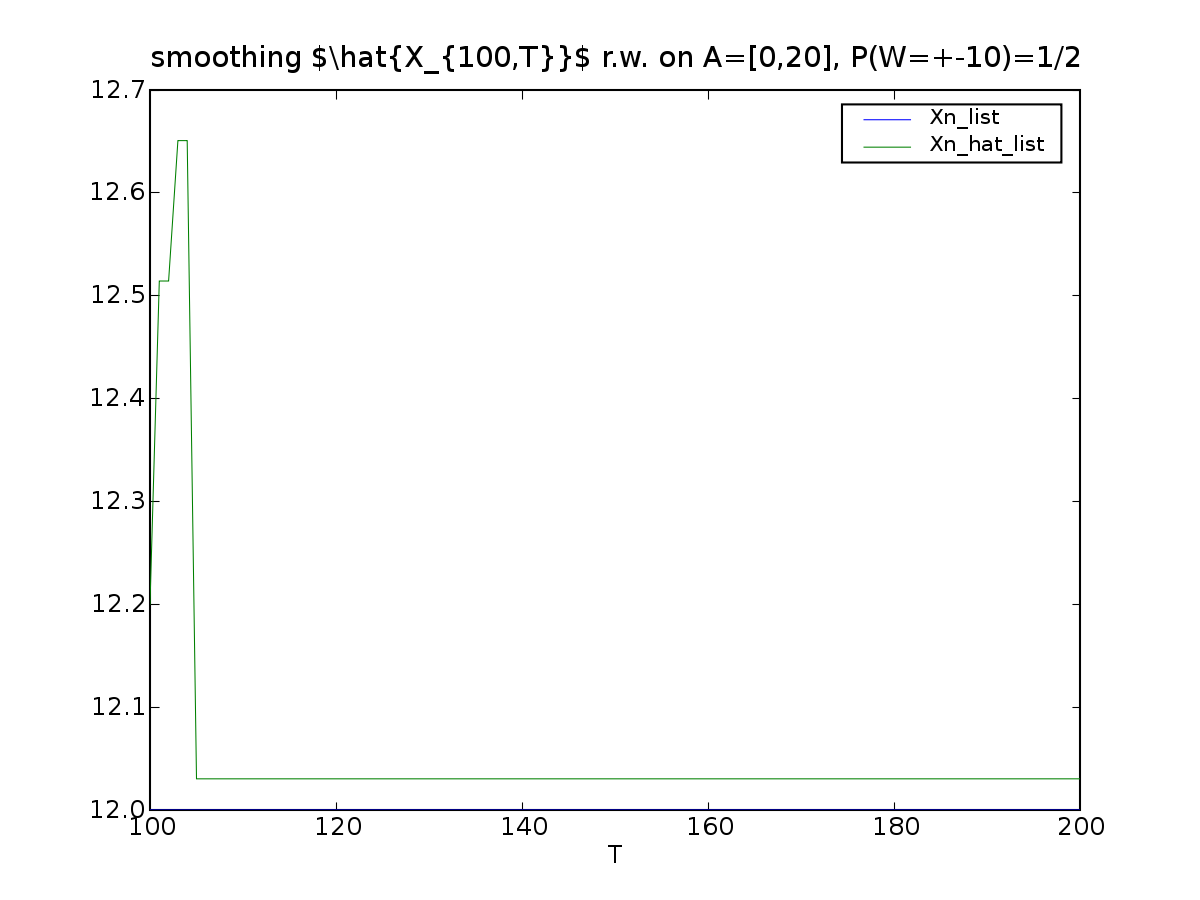 smoothing $\hat{X_{100,T}}$ r.w. on A=[0,20], P(W=+-10)=1/2
12.7
Xn_list
Xn_hat_list
12.6
12.5
12.4
12.3
12.2
12.1
12.0
100 120 140 160 180 200
T